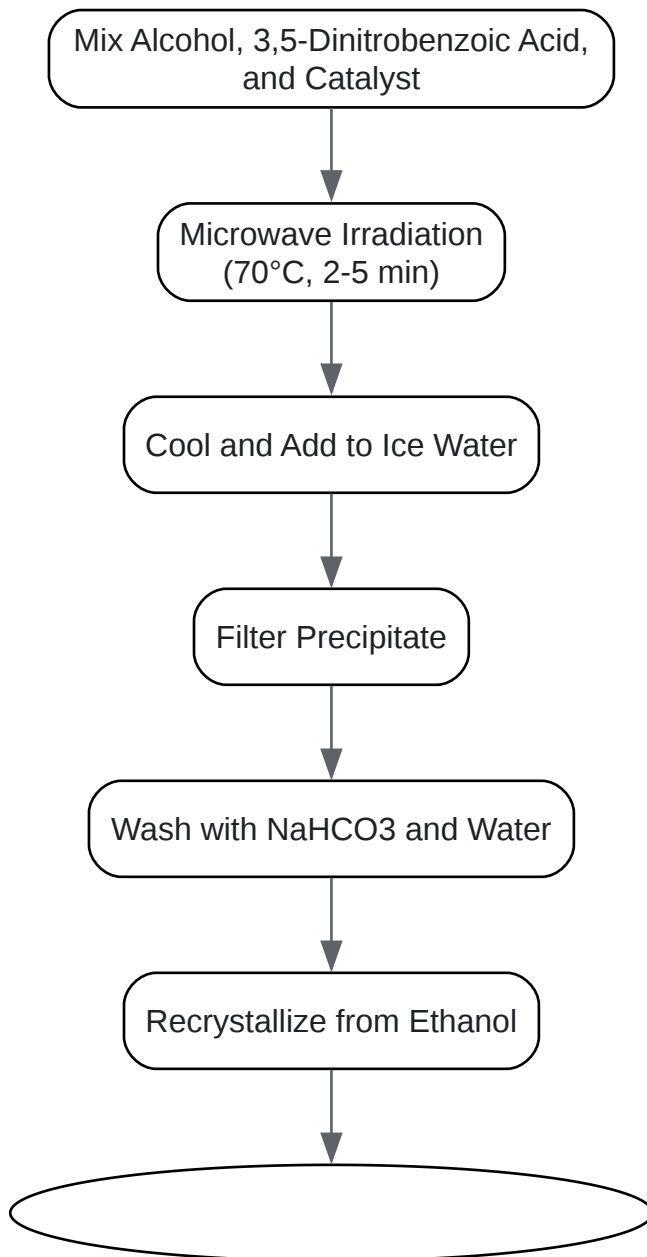 Mix Alcohol, 3,5-Dinitrobenzoic Acid,
and Catalyst
Microwave Irradiation
(70°C, 2-5 min)
Cool and Add to Ice Water
Filter Precipitate
Wash with NaHCO3 and Water
Recrystallize from Ethanol